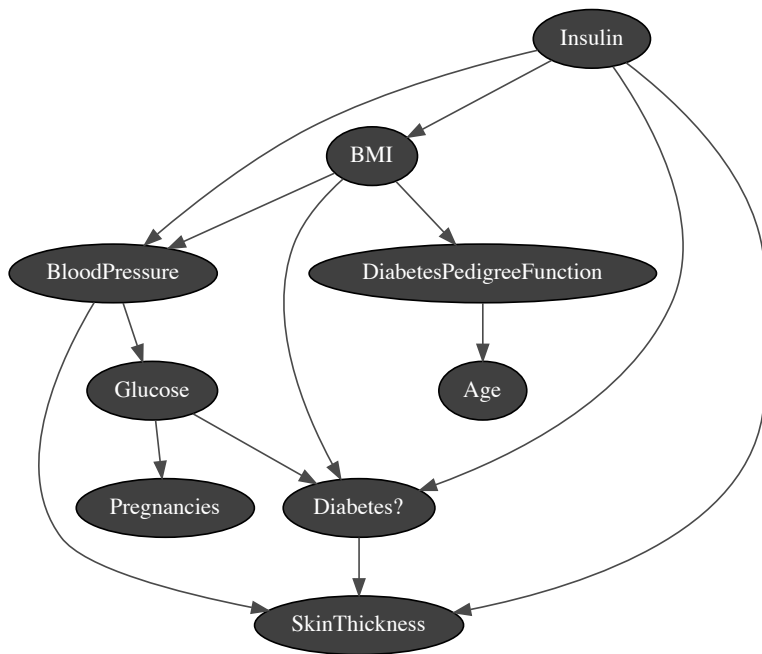 Insulin
BMI
BloodPressure
DiabetesPedigreeFunction
Glucose
Age
Pregnancies
Diabetes?
SkinThickness